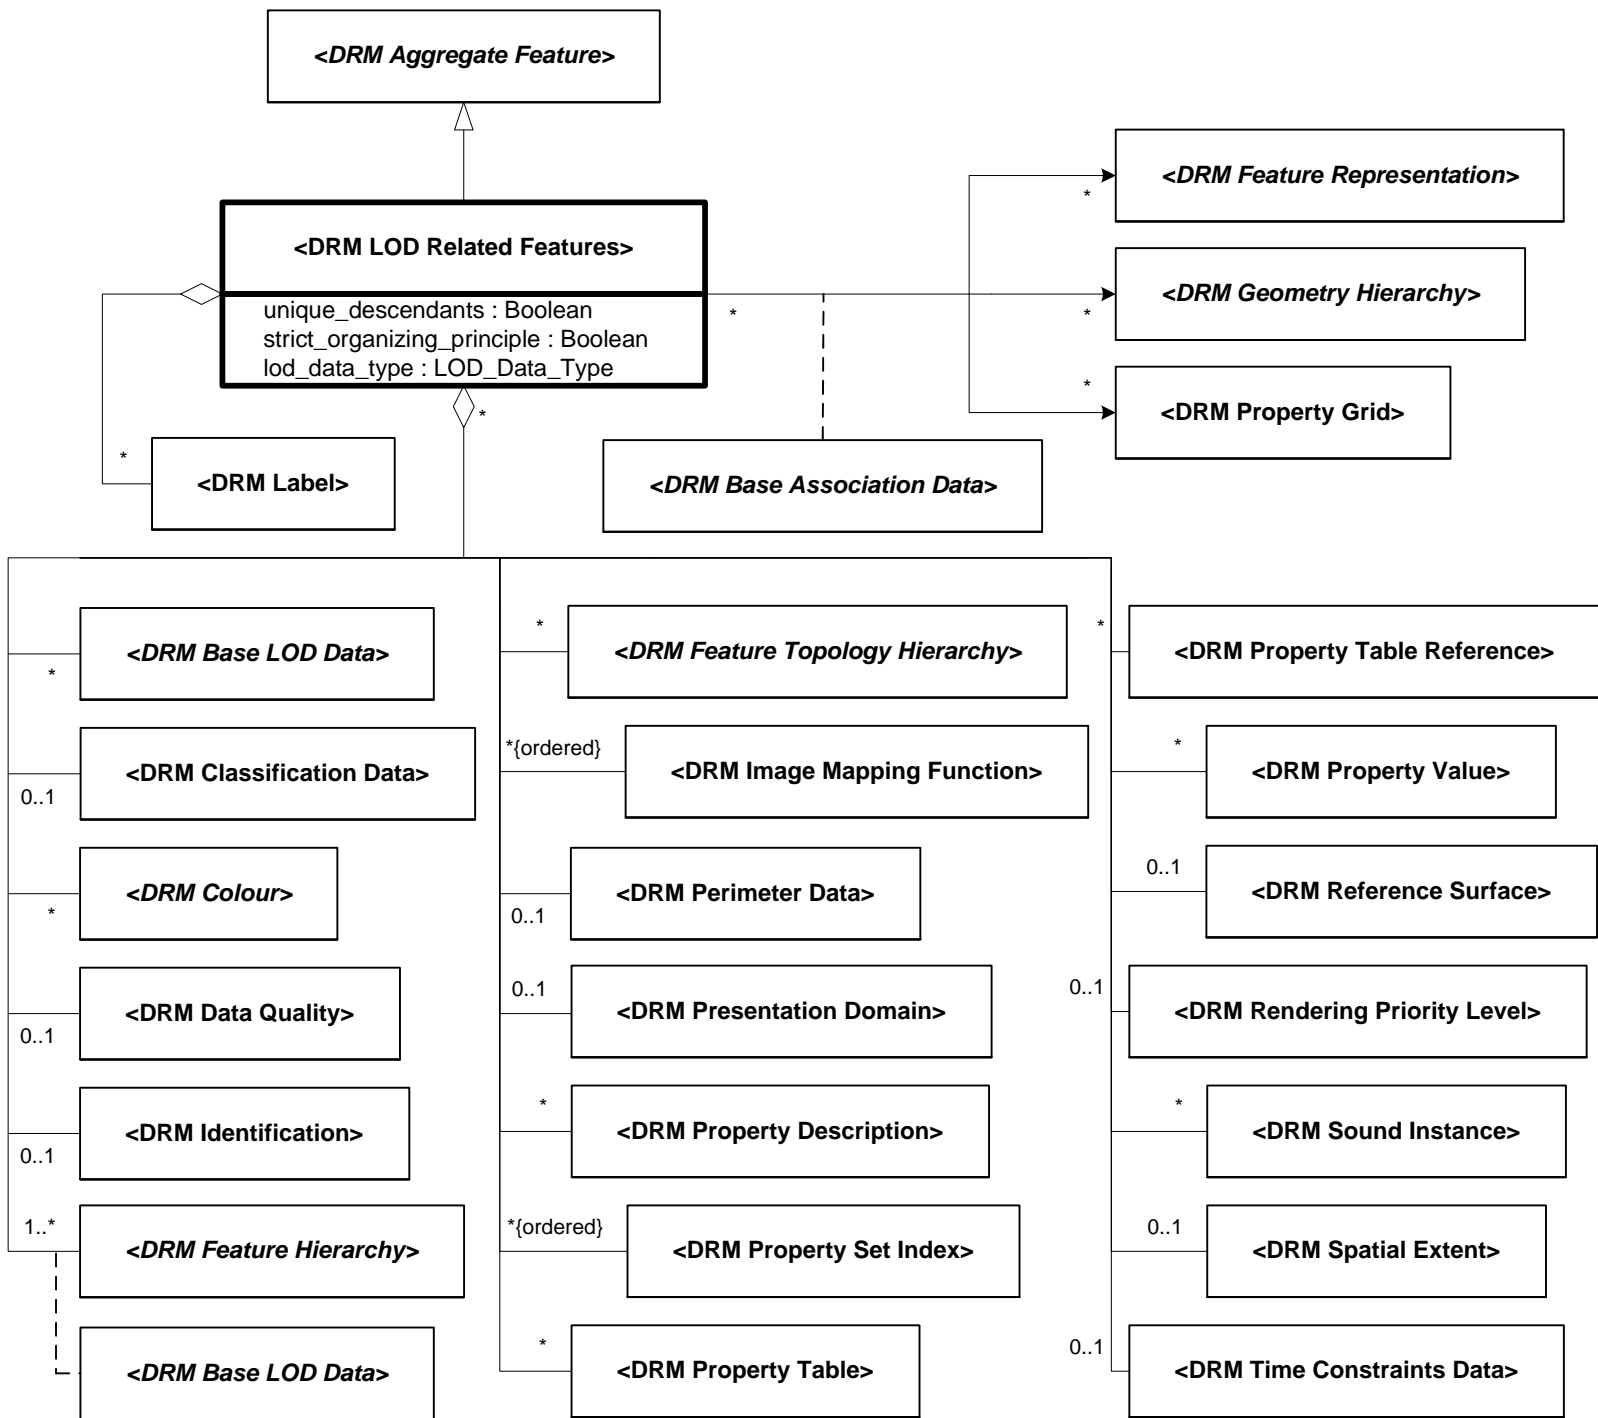 <DRM Aggregate Feature>
<DRM Feature Representation>
*
<DRM LOD Related Features>
<DRM Geometry Hierarchy>
unique_descendants : Boolean
strict_organizing_principle : Boolean
lod_data_type : LOD_Data_Type
*
*
*
<DRM Property Grid>
*
*
<DRM Label>
<DRM Base Association Data>
<DRM Base LOD Data>
*
<DRM Classification Data>
0..1
<DRM Colour>
*
<DRM Data Quality>
0..1
<DRM Identification>
0..1
1..*
<DRM Feature Hierarchy>
<DRM Base LOD Data>
*
<DRM Feature Topology Hierarchy>
*{ordered}
<DRM Image Mapping Function>
<DRM Perimeter Data>
0..1
0..1
<DRM Presentation Domain>
*
<DRM Property Description>
*{ordered}
<DRM Property Set Index>
*
<DRM Property Table>
*
<DRM Property Table Reference>
*
<DRM Property Value>
0..1
<DRM Reference Surface>
0..1
<DRM Rendering Priority Level>
*
<DRM Sound Instance>
0..1
<DRM Spatial Extent>
0..1
<DRM Time Constraints Data>